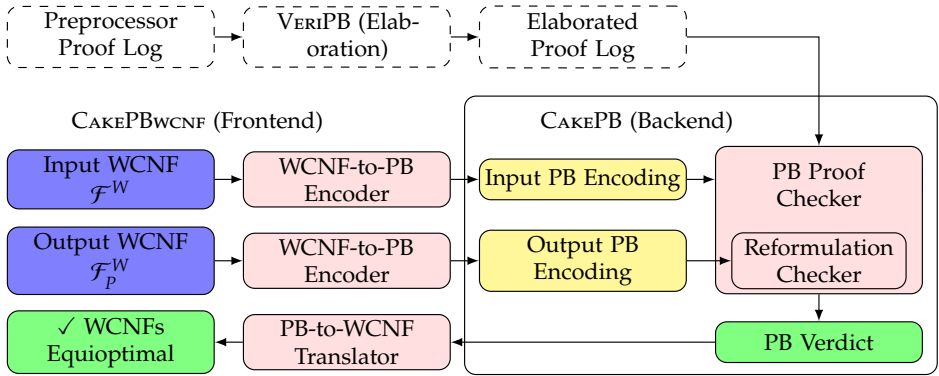 Preprocessor
Proof Log
VERIPB (Elab-
oration)
Elaborated
Proof Log
CAKEPBWCNF (Frontend)
CAKEPB (Backend)
Input WCNF
𝓕^W
WCNF-to-PB
Encoder
Input PB Encoding
PB Proof
Checker
Output WCNF
𝓕_P^W
WCNF-to-PB
Encoder
Output PB
Encoding
Reformulation
Checker
✓ WCNFs
Equioptimal
PB-to-WCNF
Translator
PB Verdict